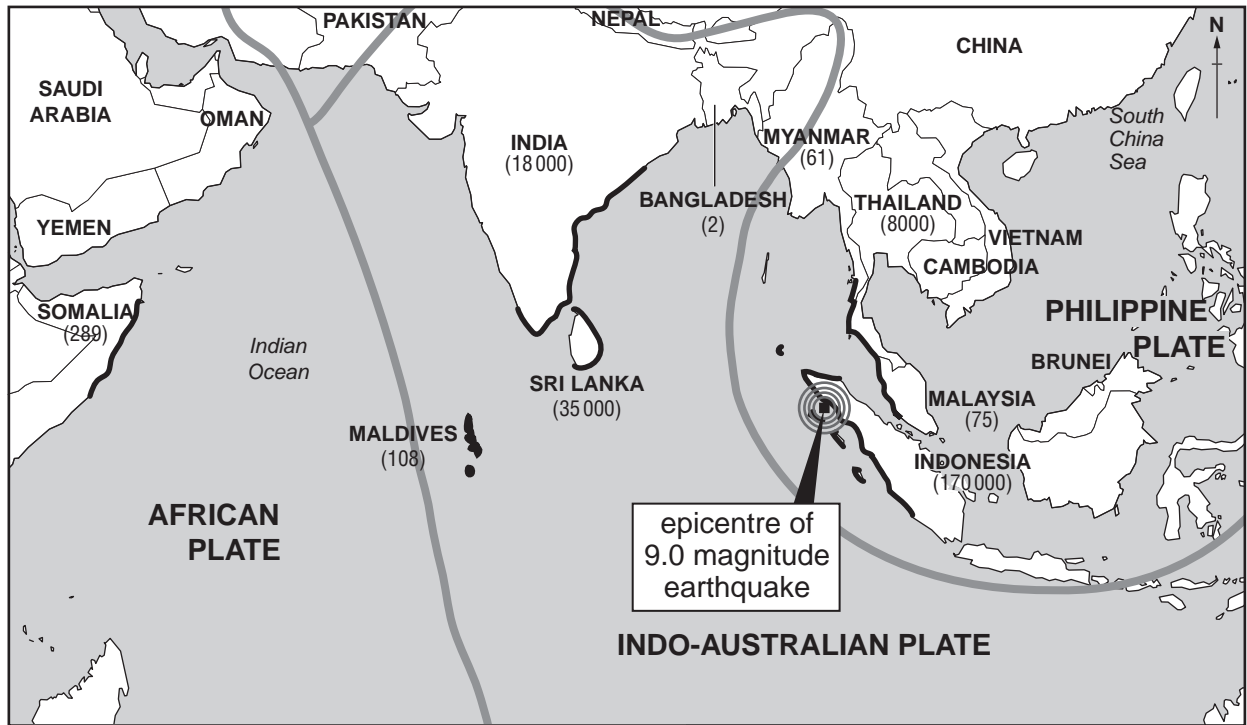 PAKISTAN
NEPAL
CHINA
N
SAUDI
ARABIA
OMAN
INDIA
(18 000)
MYANMAR
(61)
South
China
Sea
BANGLADESH
(2)
THAILAND
(8000)
YEMEN
VIETNAM
CAMBODIA
SOMALIA
(289)
PHILIPPINE
PLATE
Indian
Ocean
BRUNEI
SRI LANKA
(35 000)
MALAYSIA
(75)
MALDIVES
(108)
INDONESIA
(170 000)
AFRICAN
PLATE
epicentre of
9.0 magnitude
earthquake
INDO-AUSTRALIAN PLATE